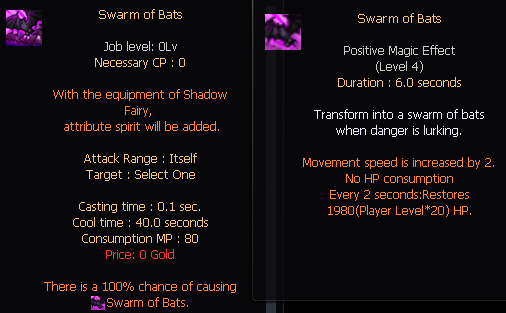 Swarm of Bats
Job level: 0Lv
Necessary CP : 0
With the equipment of Shadow
Fairy,
attribute spirit will be added.
Attack Range : Itself
Target : Select One
Casting time : 0.1 sec.
Cool time : 40.0 seconds
Consumption MP : 80
Price: 0 Gold
There is a 100% chance of causing
Swarm of Bats.
Swarm of Bats
Positive Magic Effect
(Level 4)
Duration : 6.0 seconds
Transform into a swarm of bats
when danger is lurking.
Movement speed is increased by 2.
No HP consumption
Every 2 seconds:Restores
1980(Player Level*20) HP.